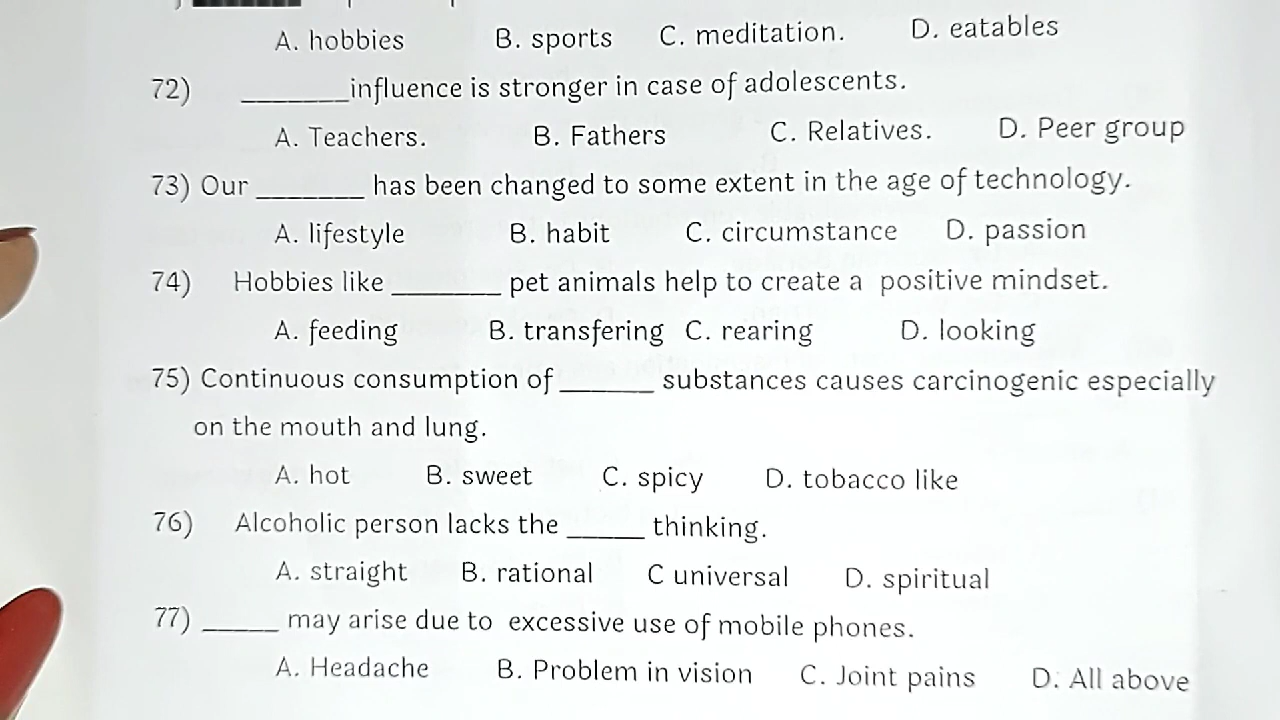 A. hobbies B. sports C. meditation. D. eatables
72) _______influence is stronger in case of adolescents.
A. Teachers. B. Fathers C. Relatives. D. Peer group
73) Our _______ has been changed to some extent in the age of technology.
A. lifestyle B. habit C. circumstance D. passion
74) Hobbies like _______ pet animals help to create a positive mindset.
A. feeding B. transfering C. rearing D. looking
75) Continuous consumption of ______ substances causes carcinogenic especially
on the mouth and lung.
A. hot B. sweet C. spicy D. tobacco like
76) Alcoholic person lacks the _____ thinking.
A. straight B. rational C universal D. spiritual
77) _____ may arise due to excessive use of mobile phones.
A. Headache B. Problem in vision C. Joint pains D. All above